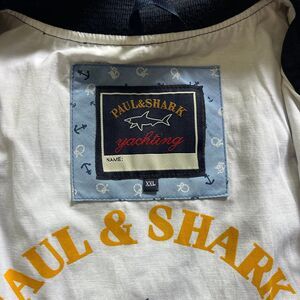 PAUL&SHARK
yachting
NAME:
XXL
PAUL & SHARK